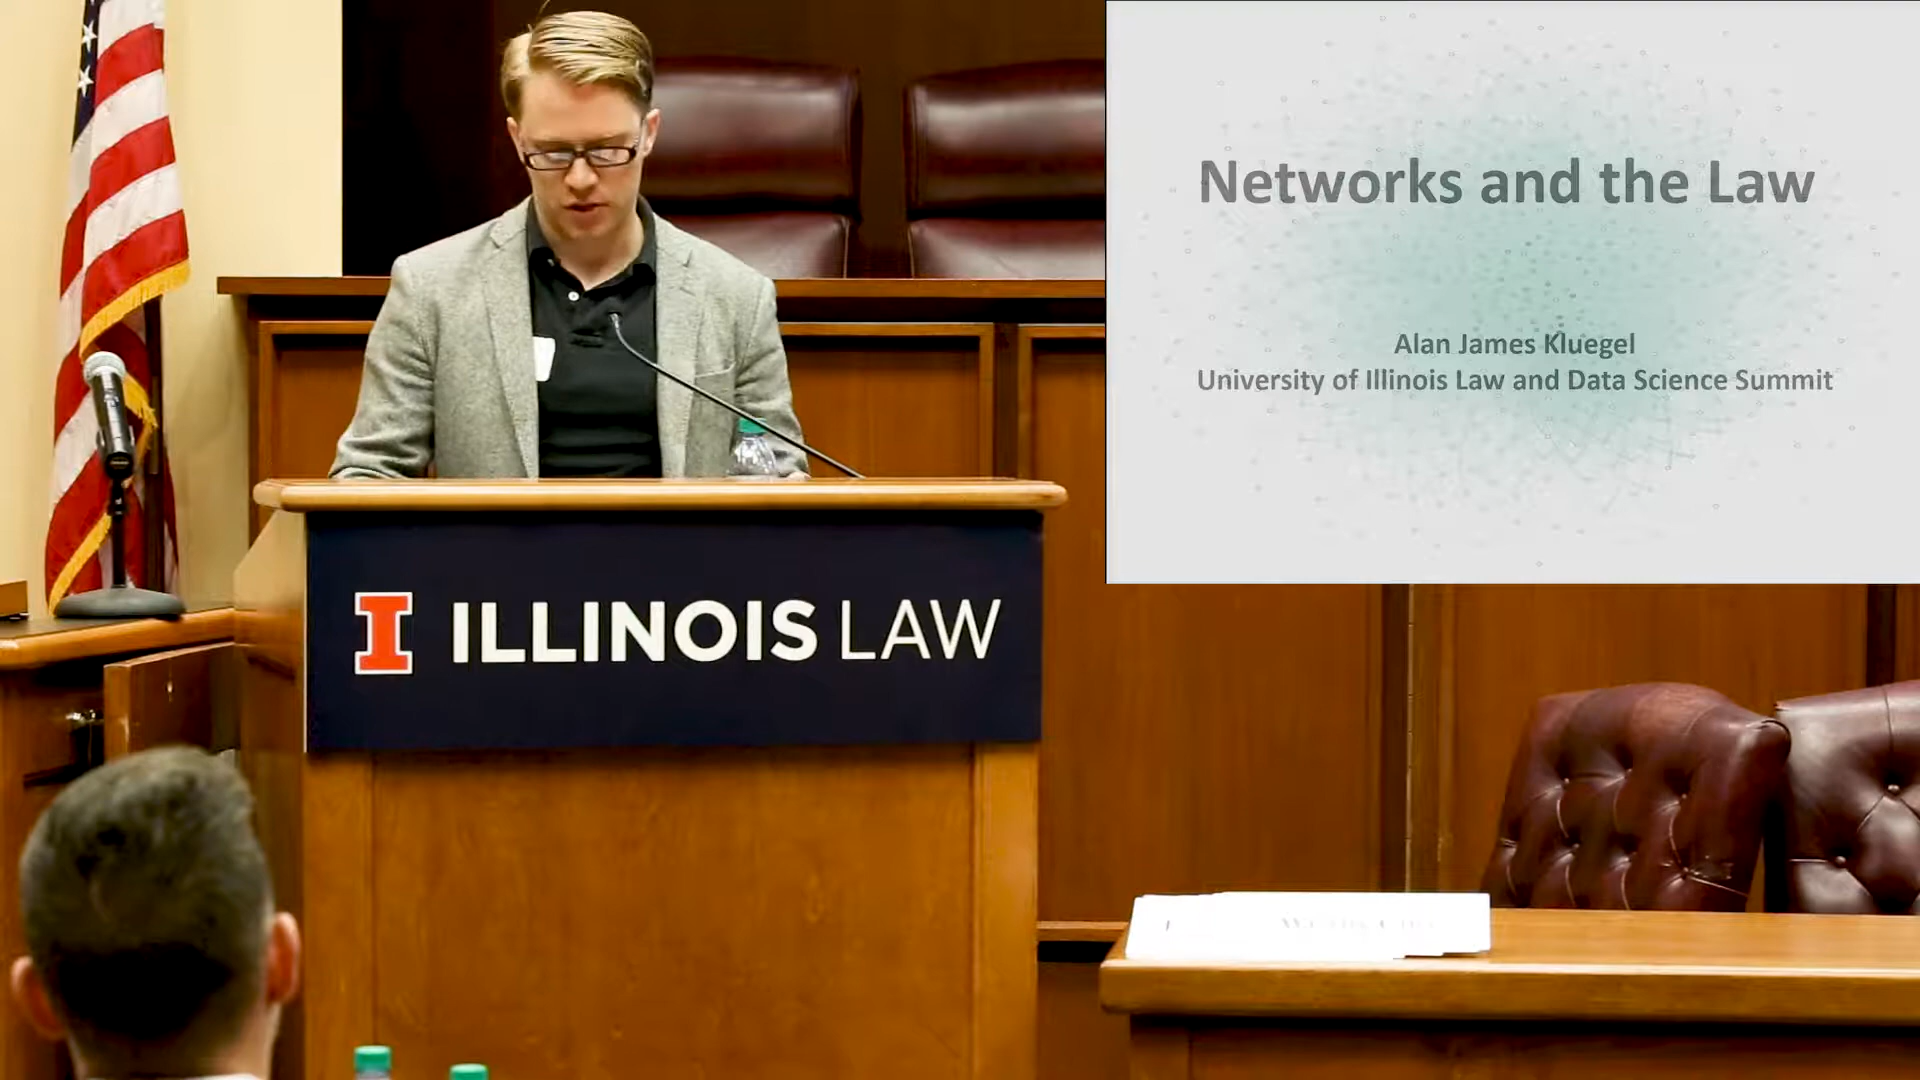 Networks and the Law
Alan James Kluegel
University of Illinois Law and Data Science Summit
I ILLINOIS LAW